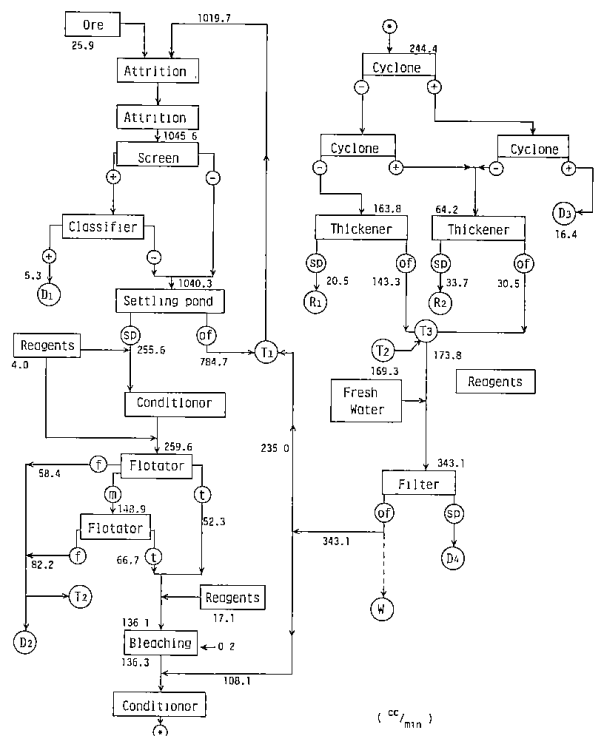 Ore
25.9
1019.7
Attrition
Attrition
1045 6
Screen
+
-
Classifier
+
-
5.3
D1
1040.3
Settling pond
sp
of
Reagents
4.0
255.6
784.7
T1
Conditionor
259.6
235 0
58.4
f
Flotator
m
t
148.9
52.3
Flotator
f
t
82.2
66.7
T2
Reagents
17.1
D2
136 1
Bleaching
0 2
136.3
108.1
Conditionor
*
*
244.4
Cyclone
-
+
Cyclone
Cyclone
-
+
-
+
D3
16.4
163.8
64.2
Thickener
Thickener
sp
of
sp
of
20.5
143.3
33.7
30.5
R1
R2
T3
T2
173.8
169.3
Fresh
Water
Reagents
343.1
Filter
of
sp
343.1
D4
W
( cc/min )